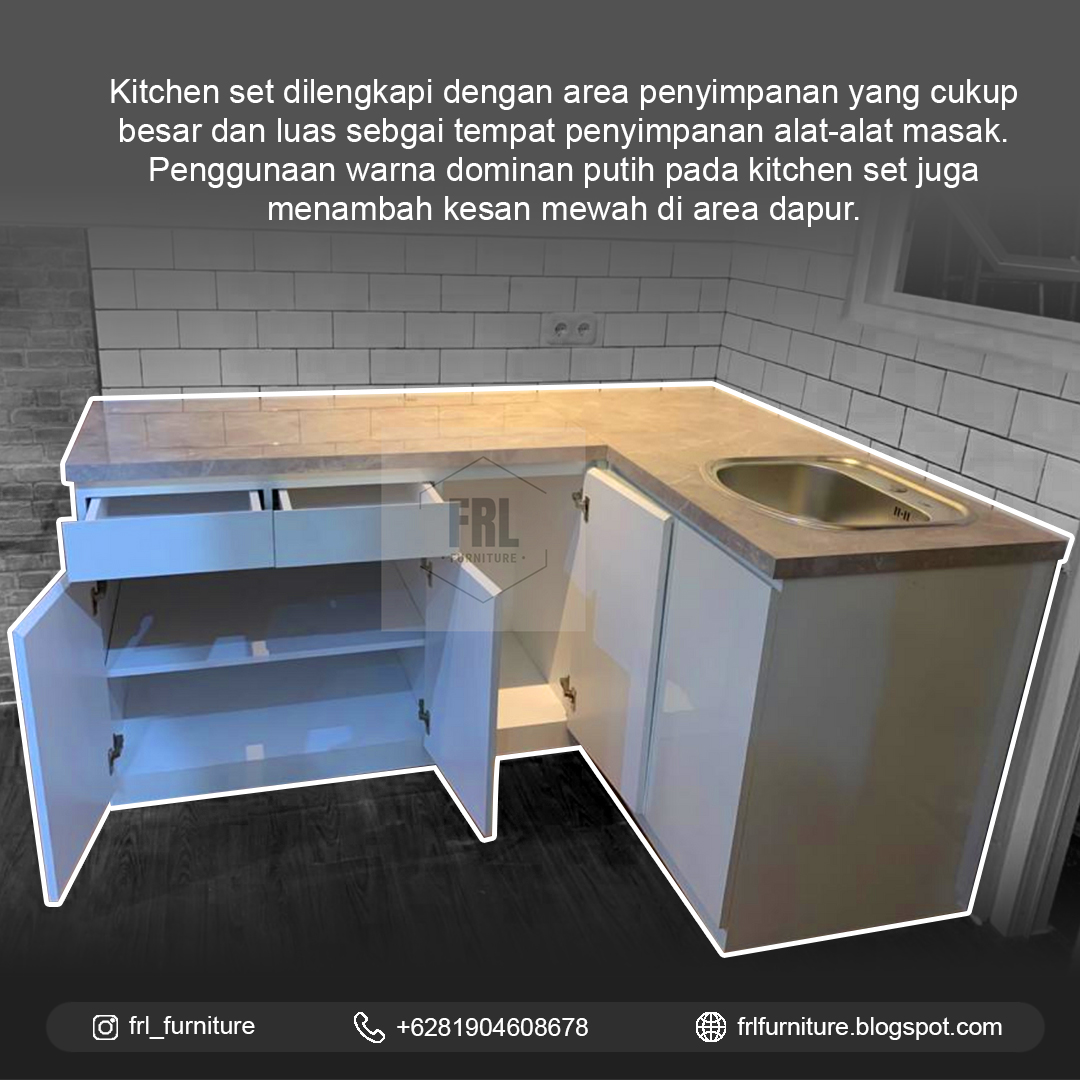 Kitchen set dilengkapi dengan area penyimpanan yang cukup
besar dan luas sebgai tempat penyimpanan alat-alat masak.
Penggunaan warna dominan putih pada kitchen set juga
menambah kesan mewah di area dapur.
FRL
• FURNITURE •
frl_furniture
+6281904608678
frlfurniture.blogspot.com